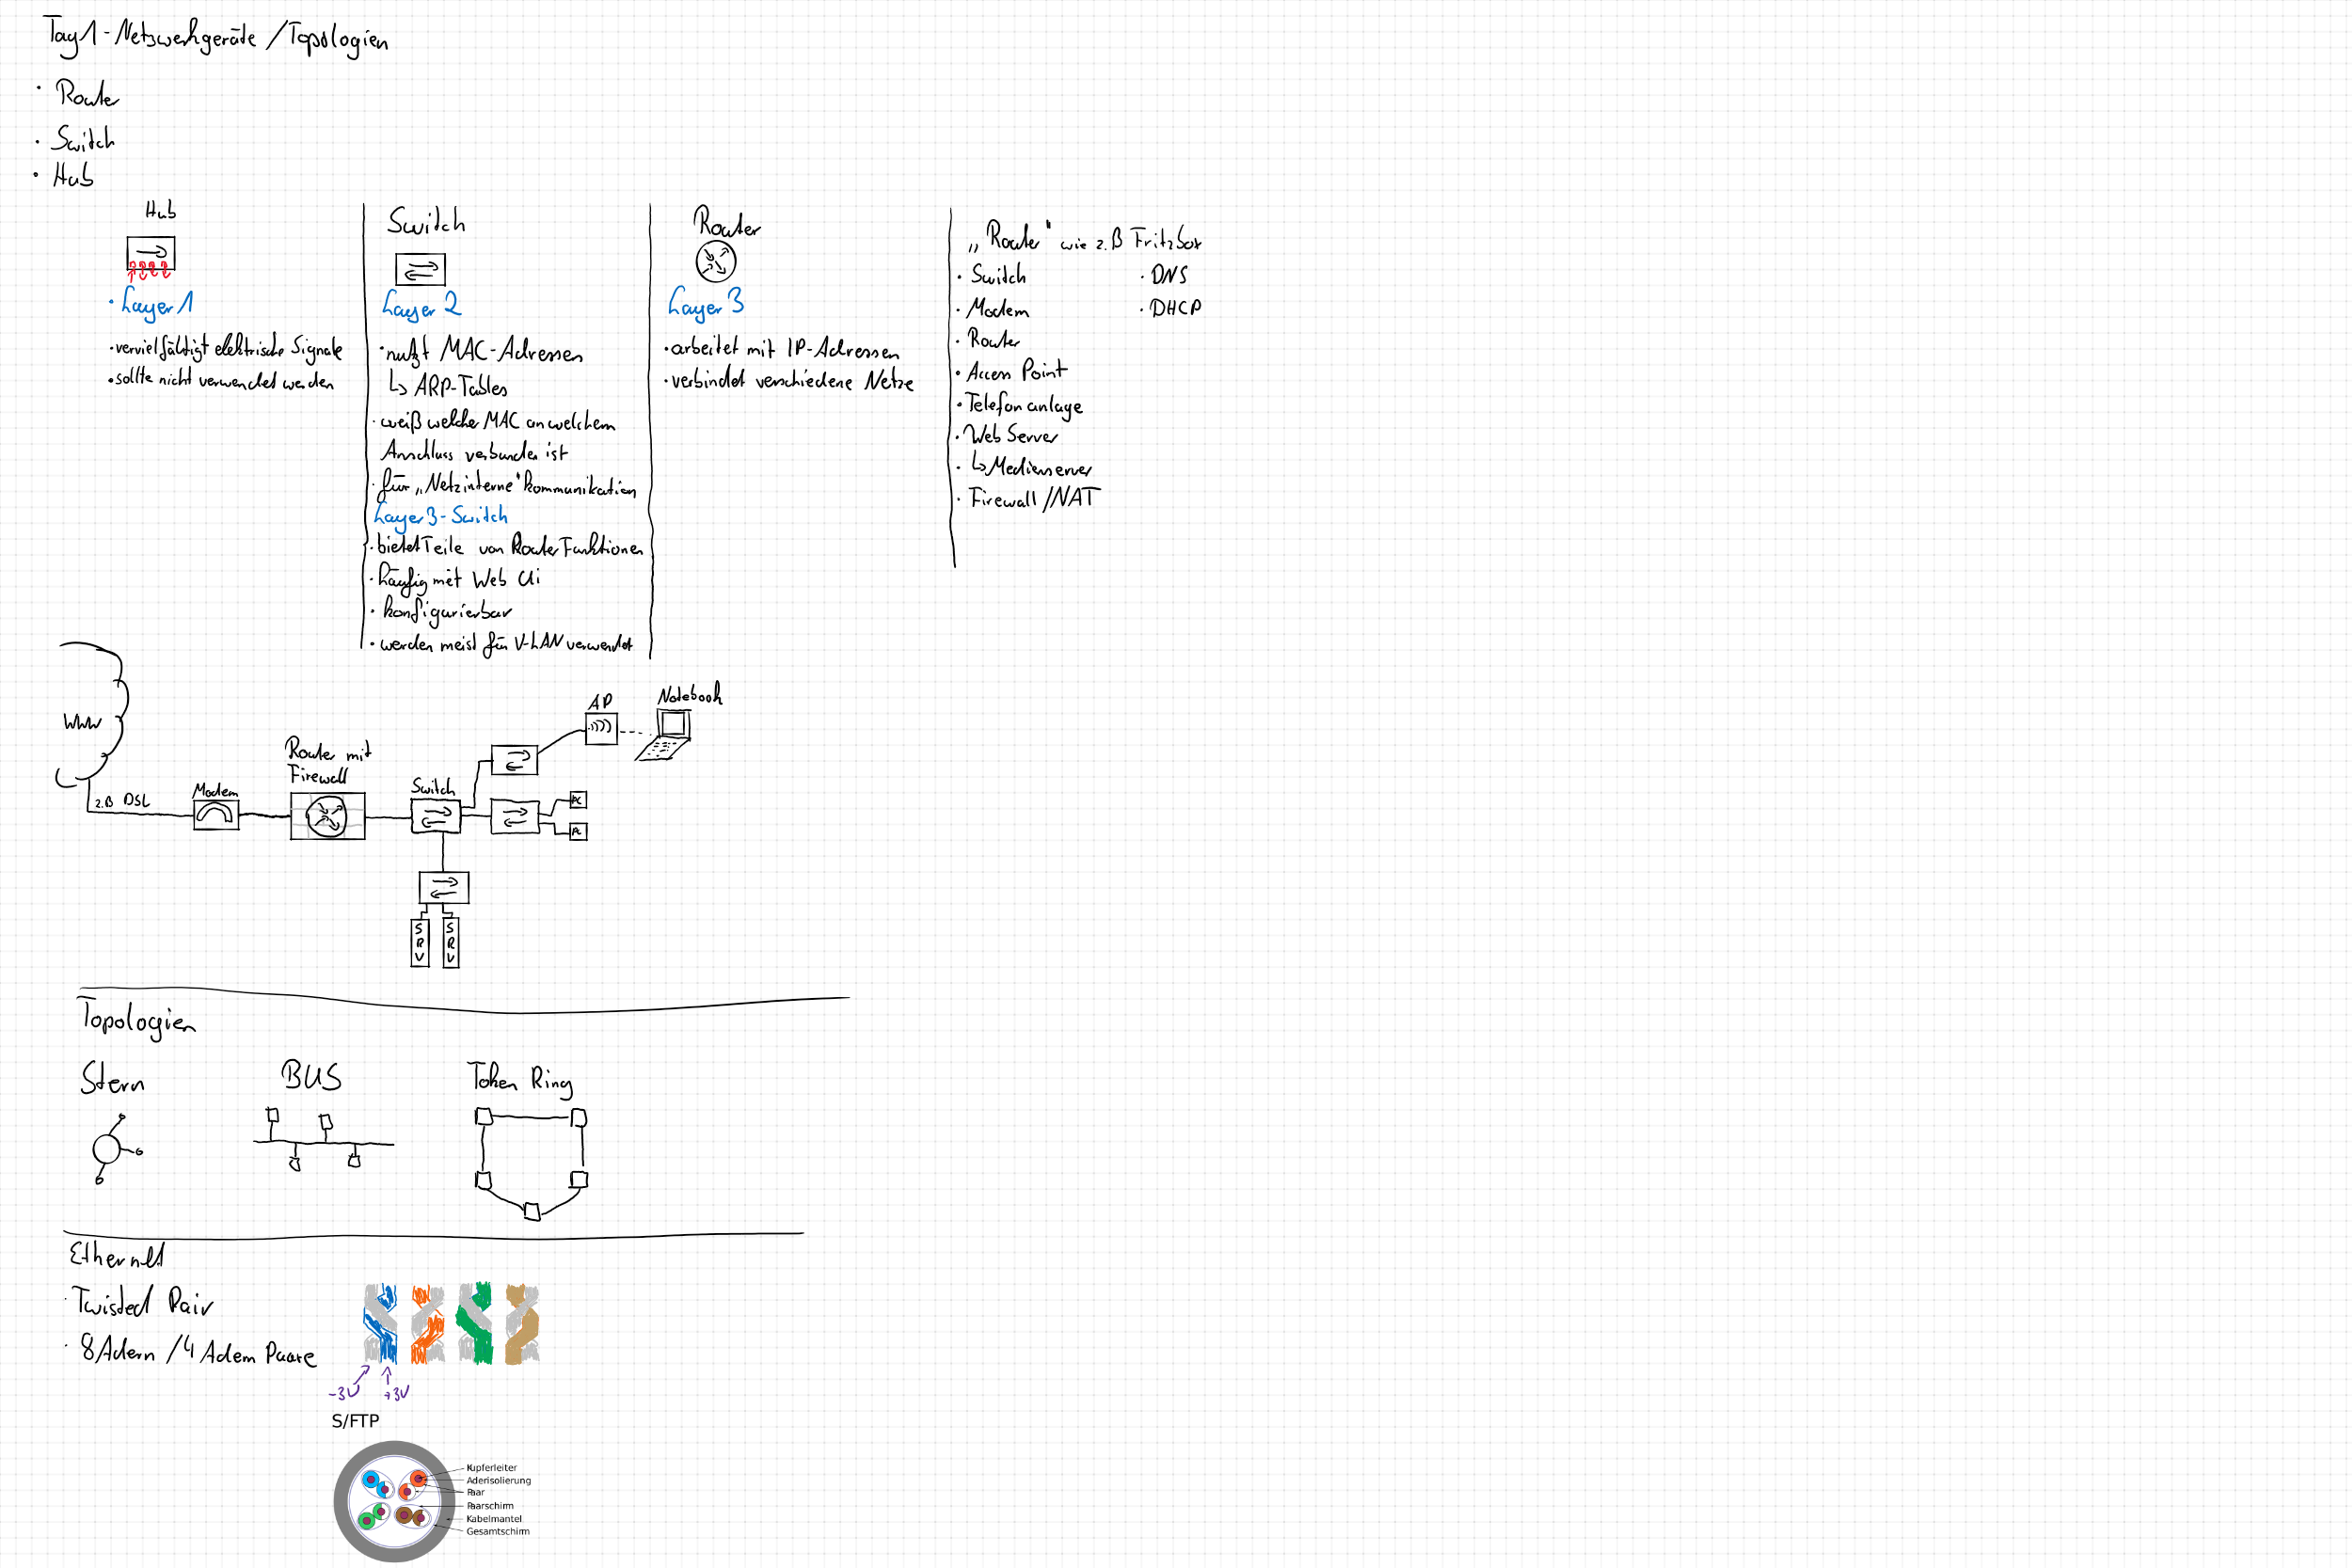 Tag 1 - Netzwerkgeräte / Topologien
· Router
· Switch
· Hub
Hub
· Layer 1
· vervielfältigt elektrische Signale
· sollte nicht verwendet werden
Switch
Layer 2
· nutzt MAC-Adressen
↳ ARP-Tables
· weiß welche MAC an welchem
Anschluss verbunden ist
· für „Netzinterne" kommunikation
Layer 3 - Switch
· bietet Teile von Router Funktionen
· häufig mit Web Ui
· konfigurierbar
· werden meist für V-LAN verwendet
Router
Layer 3
· arbeitet mit IP-Adressen
· verbindet verschiedene Netze
„Router" wie z.B Fritzbox
· Switch
· Modem
· Router
· Access Point
· Telefonanlage
· Web Server
· ↳ Medienserver
· Firewall / NAT
· DNS
· DHCP
WWW
z.B DSL
Modem
Router mit
Firewall
Switch
AP
Notebook
PC
PC
SRV
SRV
Topologien
Stern
BUS
Token Ring
Ethernet
· Twisted Pair
· 8 Adern / 4 Adern Paare
-3V
+3V
S/FTP
Kupferleiter
Aderisolierung
Paar
Paarschirm
Kabelmantel
Gesamtschirm